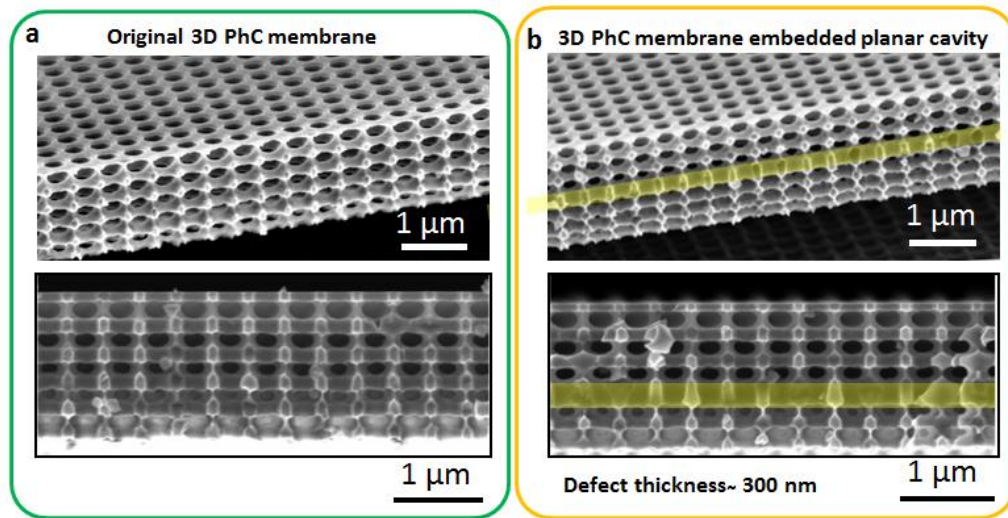 a
Original 3D PhC membrane
1 μm
1 μm
b
3D PhC membrane embedded planar cavity
1 μm
Defect thickness~ 300 nm
1 μm